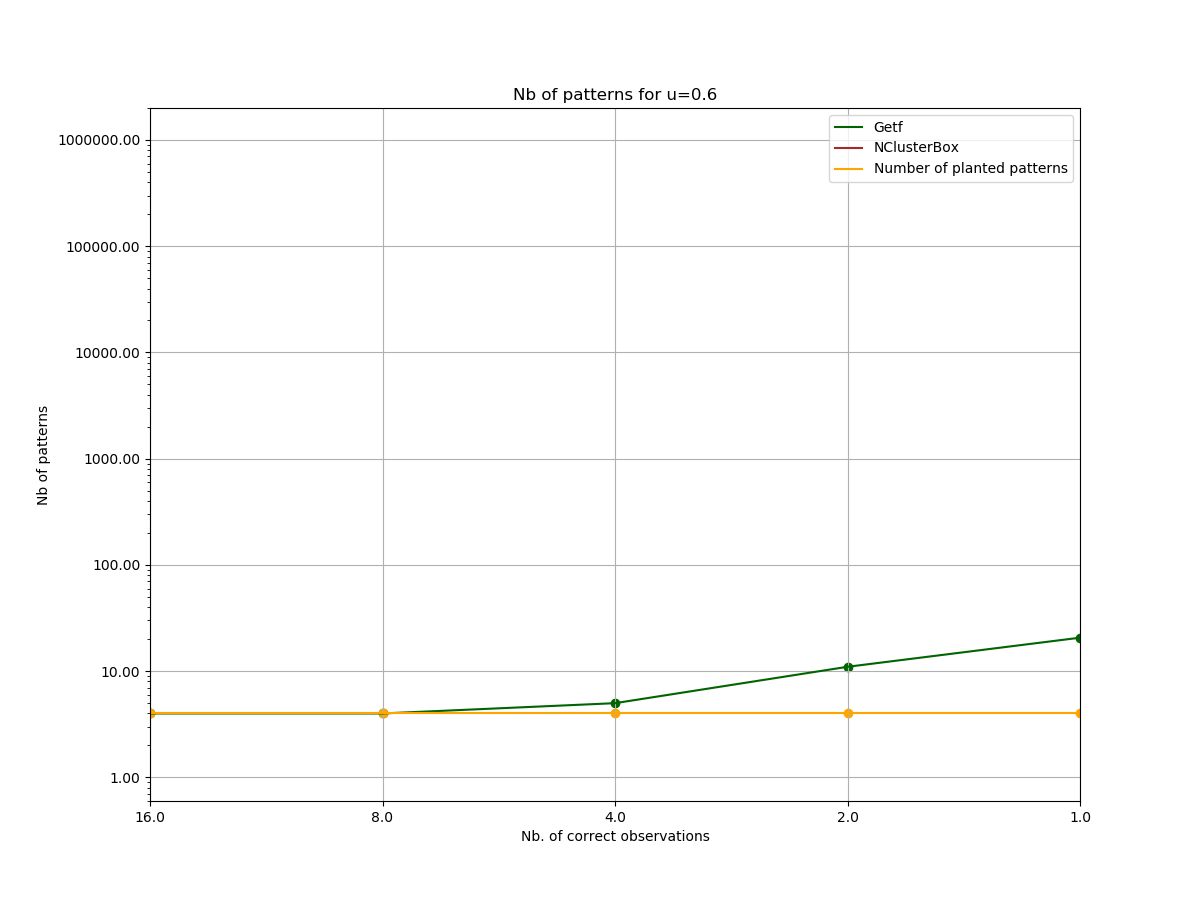 Nb of patterns for u=0.6
Getf
NClusterBox
Number of planted patterns
1000000.00
100000.00
10000.00
1000.00
100.00
10.00
1.00
Nb of patterns
16.0 8.0 4.0 2.0 1.0
Nb. of correct observations